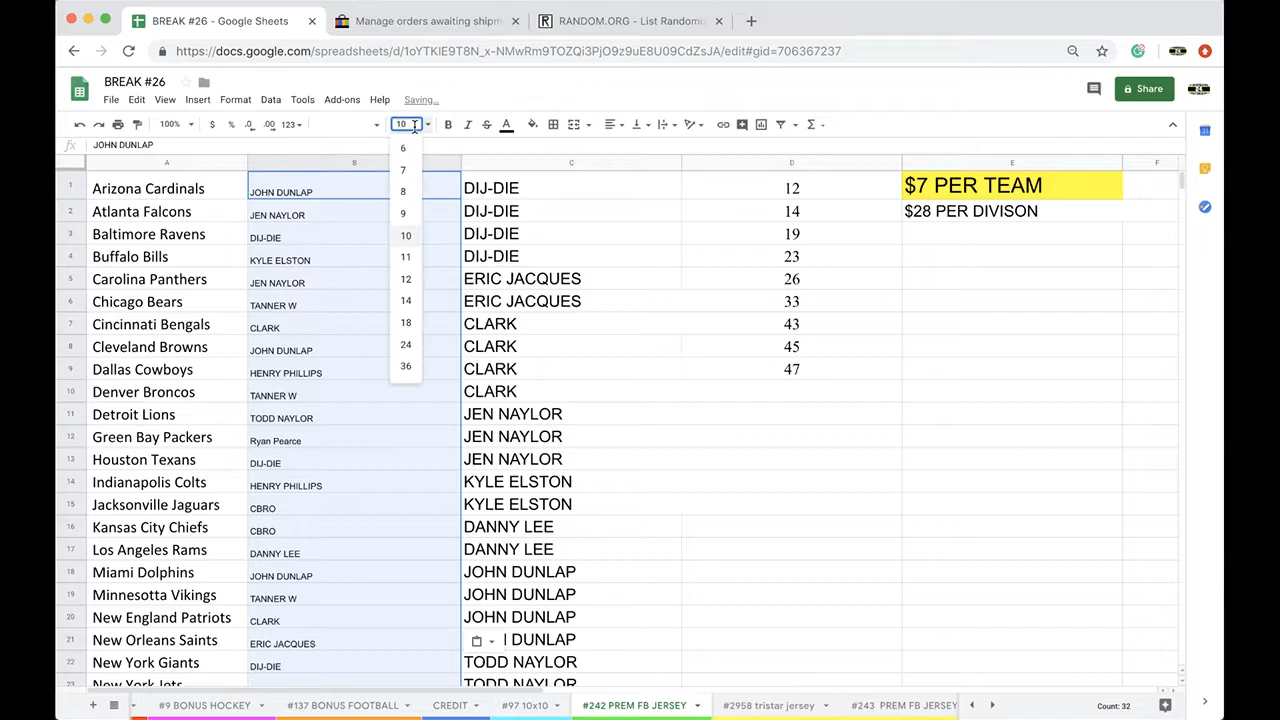 BREAK #26 - Google Sheets
Manage orders awaiting shipm
RANDOM.ORG - List Randomiz
https://docs.google.com/spreadsheets/d/1oYTKlE9T8N_x-NMwRm9TOZQi3PjO9z9uE8U09CdZsJA/edit#gid=706367237
BREAK #26
File Edit View Insert Format Data Tools Add-ons Help Saving...
Share
100% $ % .0 .00 123 10 B I S A
fx JOHN DUNLAP
6
7
8
9
10
11
12
14
18
24
36
A B C D E F
1 Arizona Cardinals JOHN DUNLAP DIJ-DIE 12 $7 PER TEAM
2 Atlanta Falcons JEN NAYLOR DIJ-DIE 14 $28 PER DIVISON
3 Baltimore Ravens DIJ-DIE DIJ-DIE 19
4 Buffalo Bills KYLE ELSTON DIJ-DIE 23
5 Carolina Panthers JEN NAYLOR ERIC JACQUES 26
6 Chicago Bears TANNER W ERIC JACQUES 33
7 Cincinnati Bengals CLARK CLARK 43
8 Cleveland Browns JOHN DUNLAP CLARK 45
9 Dallas Cowboys HENRY PHILLIPS CLARK 47
10 Denver Broncos TANNER W CLARK
11 Detroit Lions TODD NAYLOR JEN NAYLOR
12 Green Bay Packers Ryan Pearce JEN NAYLOR
13 Houston Texans DIJ-DIE JEN NAYLOR
14 Indianapolis Colts HENRY PHILLIPS KYLE ELSTON
15 Jacksonville Jaguars CBRO KYLE ELSTON
16 Kansas City Chiefs CBRO DANNY LEE
17 Los Angeles Rams DANNY LEE DANNY LEE
18 Miami Dolphins JOHN DUNLAP JOHN DUNLAP
19 Minnesotta Vikings TANNER W JOHN DUNLAP
20 New England Patriots CLARK JOHN DUNLAP
21 New Orleans Saints ERIC JACQUES DUNLAP
22 New York Giants DIJ-DIE TODD NAYLOR
23 New York Jets TODD NAYLOR
#9 BONUS HOCKEY #137 BONUS FOOTBALL CREDIT #97 10x10 #242 PREM FB JERSEY #2958 tristar jersey #243 PREM FB JERSEY Count: 32